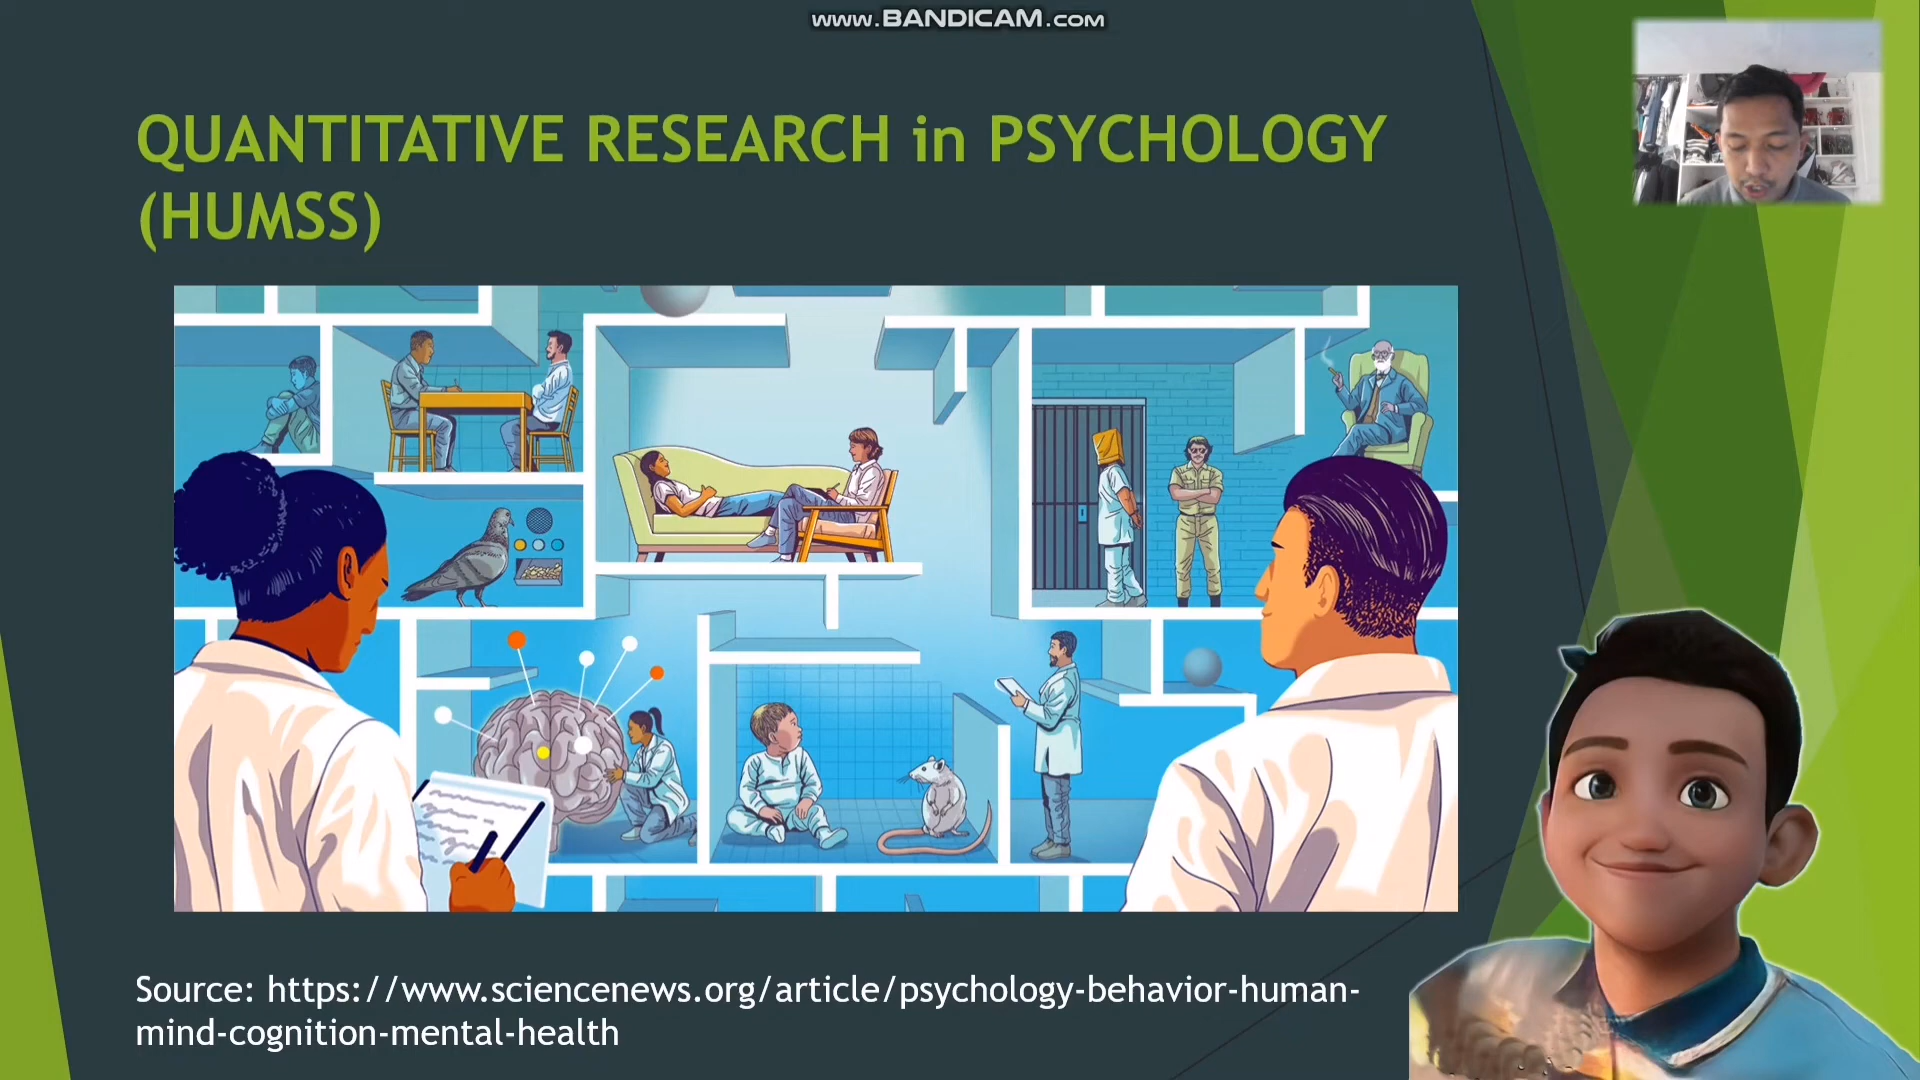 www.BANDICAM.com
QUANTITATIVE RESEARCH in PSYCHOLOGY
(HUMSS)
Source: https://www.sciencenews.org/article/psychology-behavior-human-
mind-cognition-mental-health